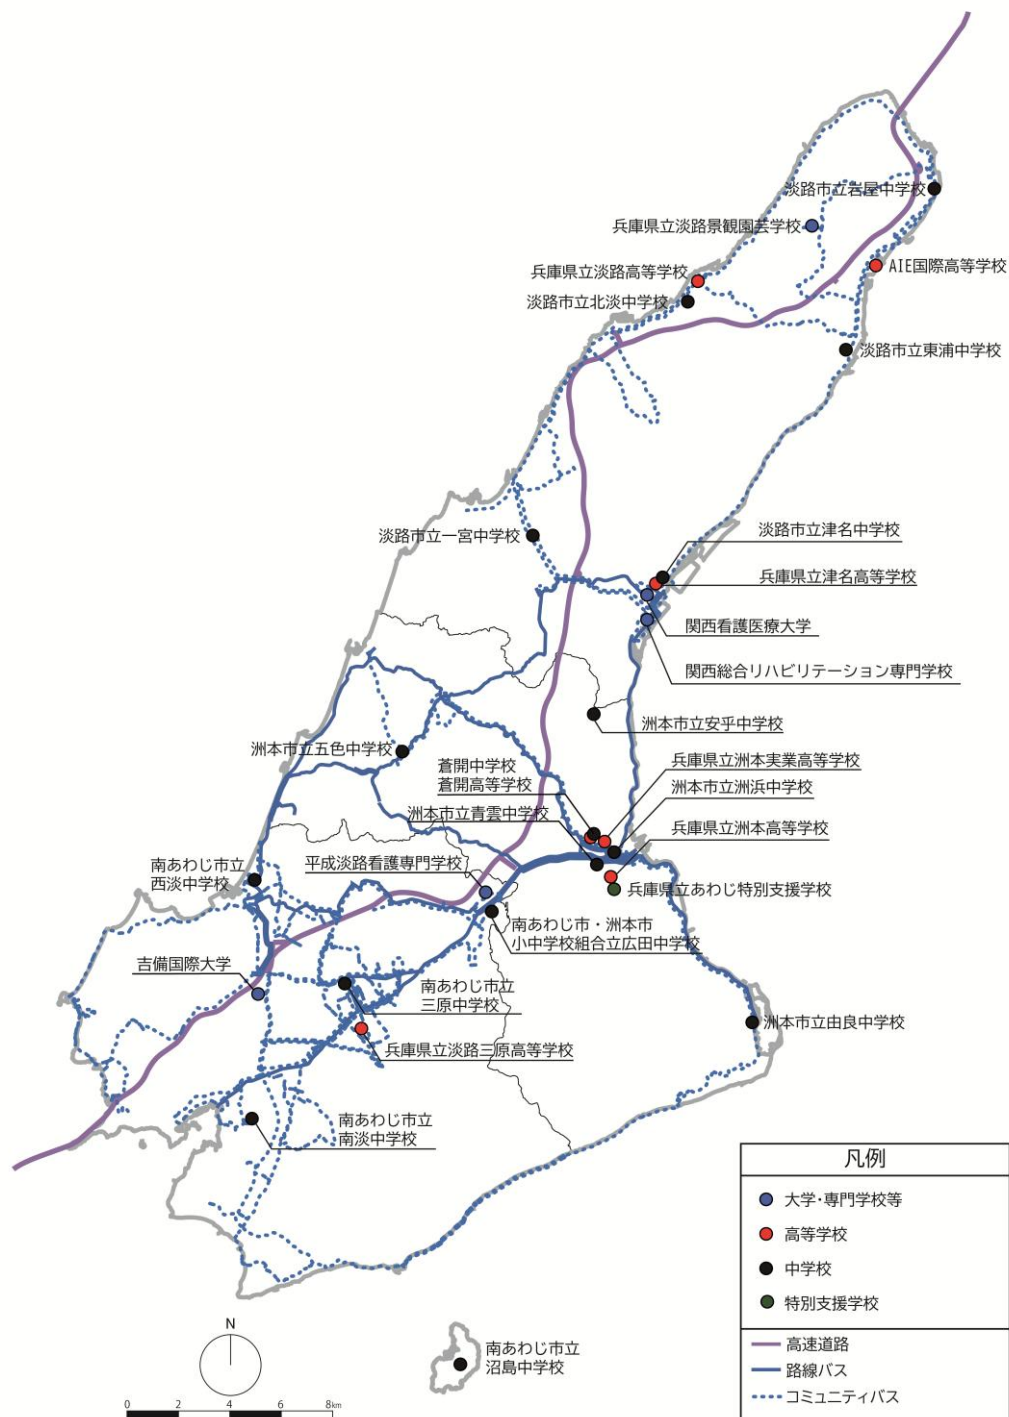 淡路市立岩屋中学校
兵庫県立淡路景観園芸学校
AIE国際高等学校
兵庫県立淡路高等学校
淡路市立北淡中学校
淡路市立東浦中学校
淡路市立津名中学校
淡路市立一宮中学校
兵庫県立津名高等学校
関西看護医療大学
関西総合リハビリテーション専門学校
洲本市立安乎中学校
洲本市立五色中学校
兵庫県立洲本実業高等学校
蒼開中学校
蒼開高等学校
洲本市立洲浜中学校
洲本市立青雲中学校
兵庫県立洲本高等学校
平成淡路看護専門学校
南あわじ市立
西淡中学校
兵庫県立あわじ特別支援学校
南あわじ市・洲本市
小中学校組合立広田中学校
吉備国際大学
南あわじ市立
三原中学校
洲本市立由良中学校
兵庫県立淡路三原高等学校
南あわじ市立
南淡中学校
凡例
大学・専門学校等
高等学校
中学校
特別支援学校
高速道路
路線バス
コミュニティバス
N
南あわじ市立
沼島中学校
0 2 4 6 8km